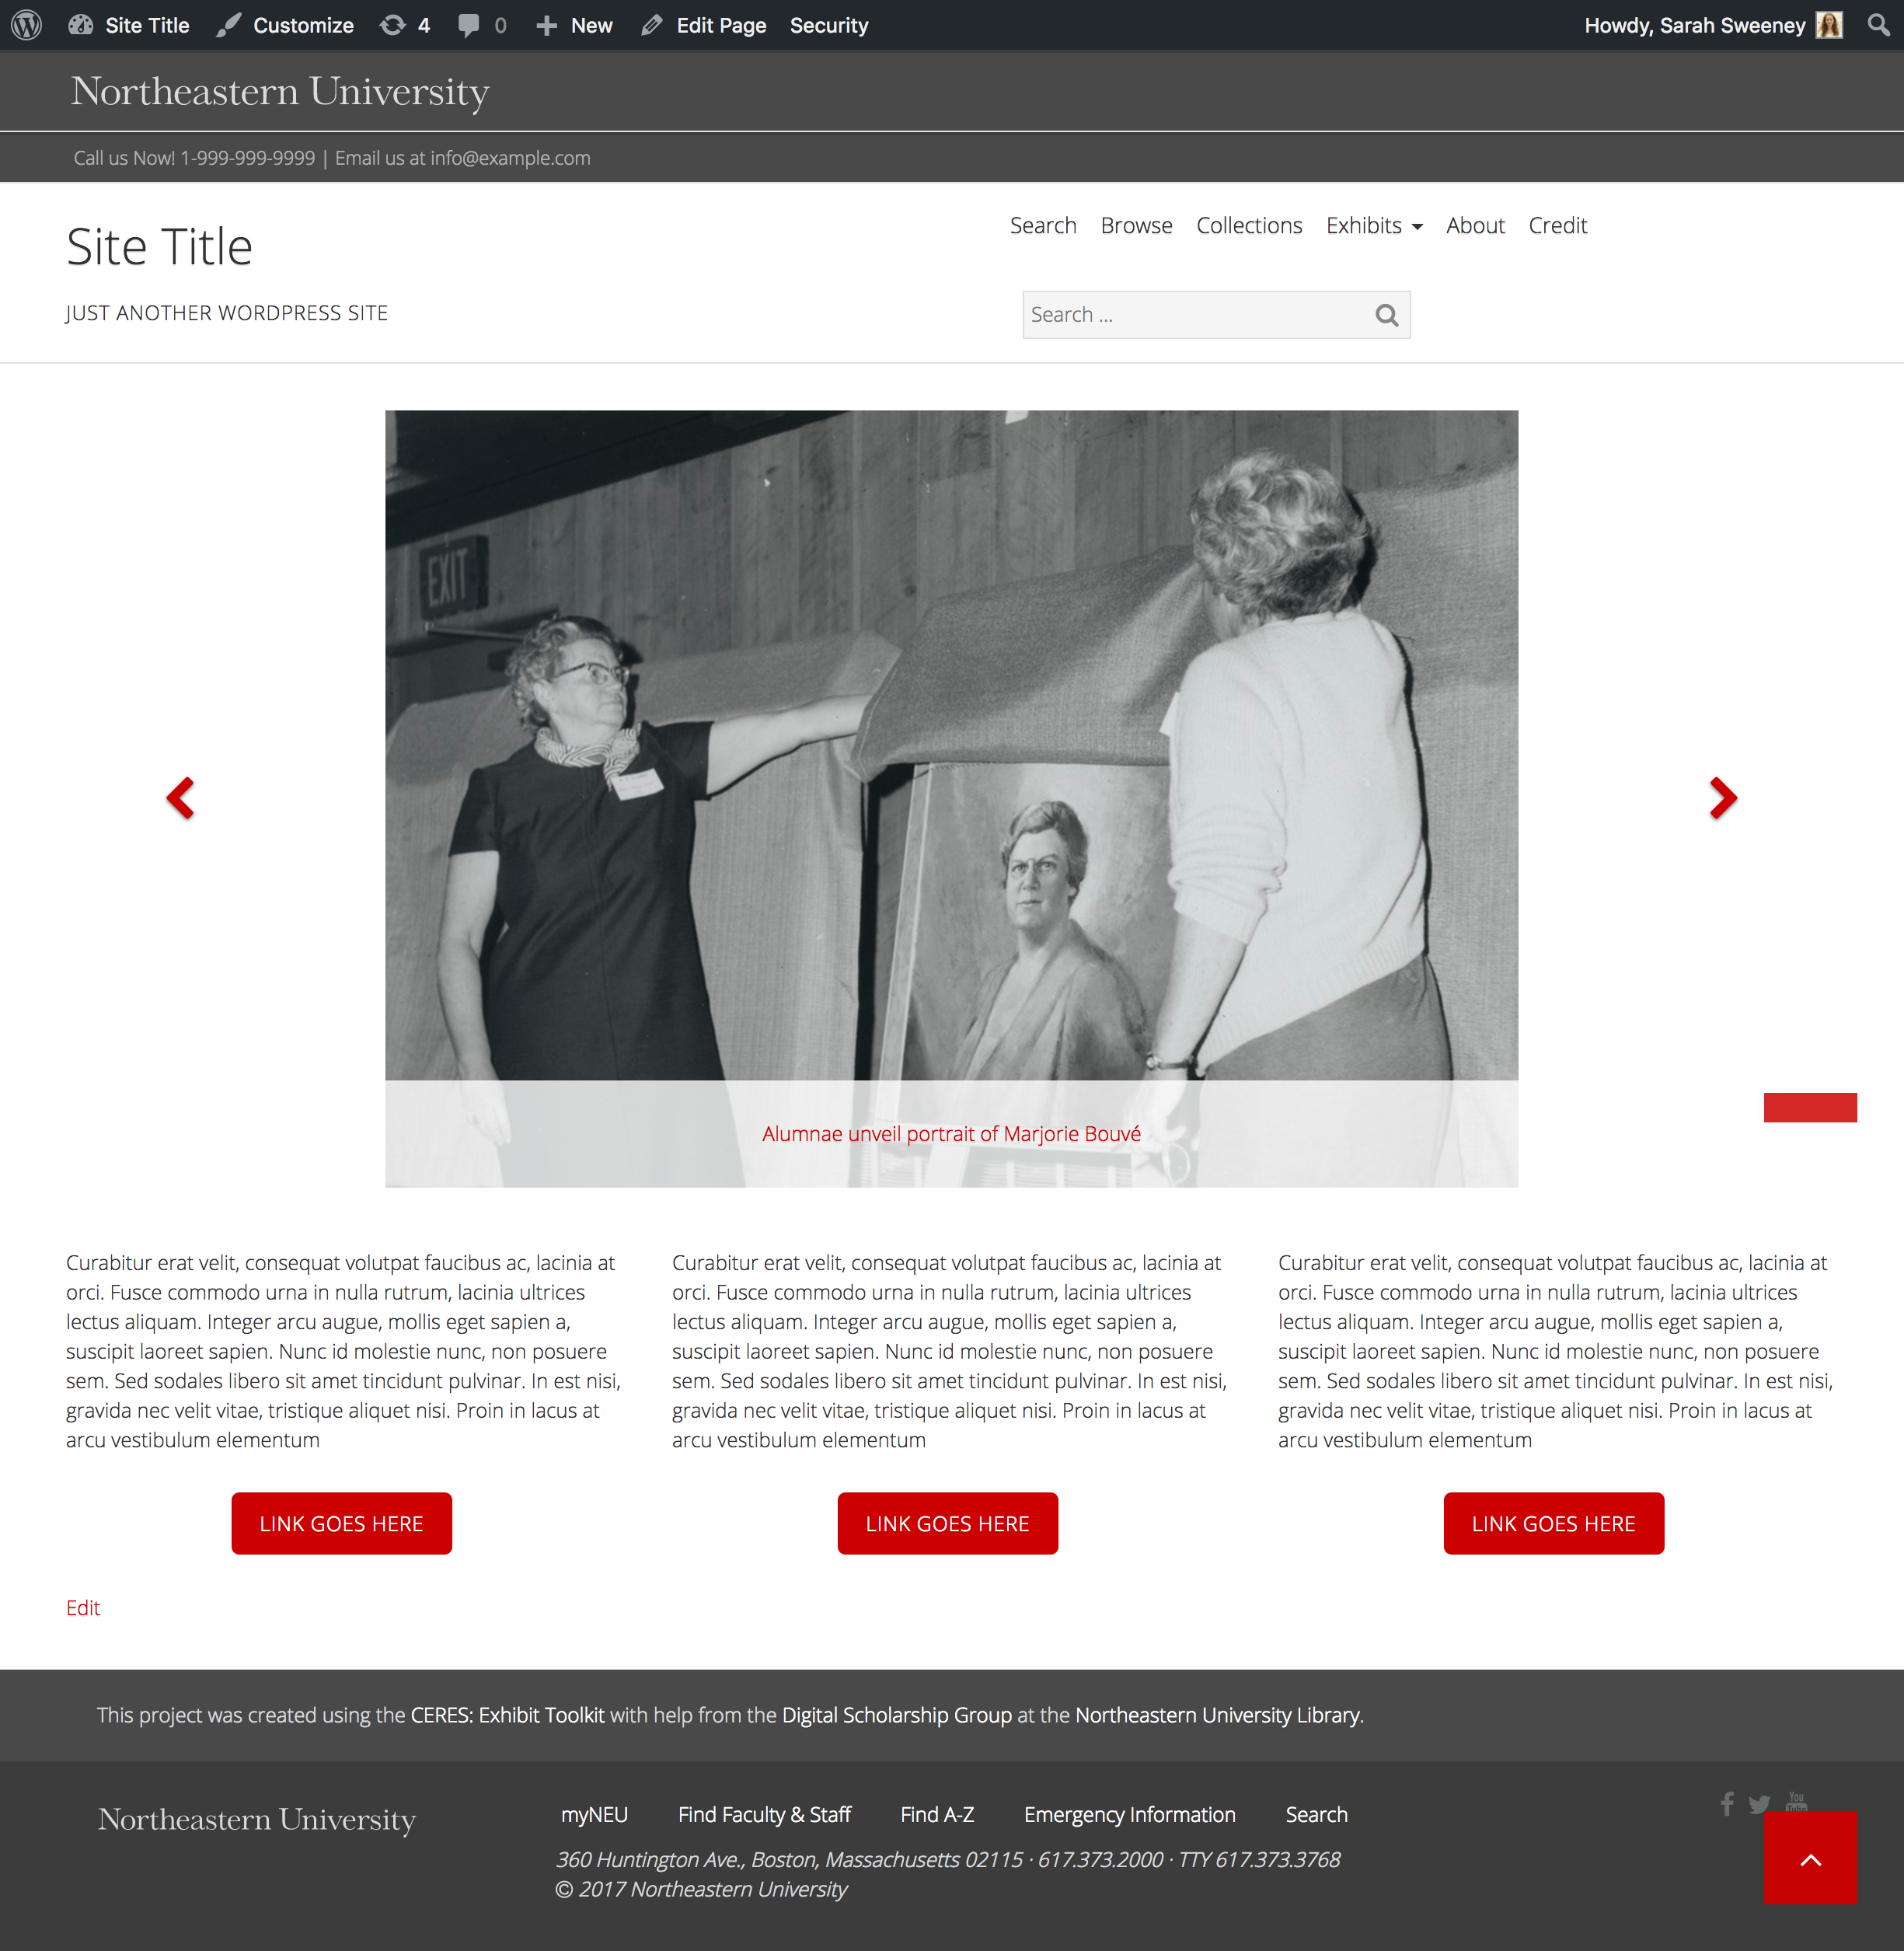 Site Title Customize 4 0 New Edit Page Security Howdy, Sarah Sweeney
Northeastern University
Call us Now! 1-999-999-9999 | Email us at info@example.com
Search Browse Collections Exhibits About Credit
Site Title
JUST ANOTHER WORDPRESS SITE
Search ...
EXIT
Alumnae unveil portrait of Marjorie Bouvé
Curabitur erat velit, consequat volutpat faucibus ac, lacinia at
orci. Fusce commodo urna in nulla rutrum, lacinia ultrices
lectus aliquam. Integer arcu augue, mollis eget sapien a,
suscipit laoreet sapien. Nunc id molestie nunc, non posuere
sem. Sed sodales libero sit amet tincidunt pulvinar. In est nisi,
gravida nec velit vitae, tristique aliquet nisi. Proin in lacus at
arcu vestibulum elementum
LINK GOES HERE
Curabitur erat velit, consequat volutpat faucibus ac, lacinia at
orci. Fusce commodo urna in nulla rutrum, lacinia ultrices
lectus aliquam. Integer arcu augue, mollis eget sapien a,
suscipit laoreet sapien. Nunc id molestie nunc, non posuere
sem. Sed sodales libero sit amet tincidunt pulvinar. In est nisi,
gravida nec velit vitae, tristique aliquet nisi. Proin in lacus at
arcu vestibulum elementum
LINK GOES HERE
Curabitur erat velit, consequat volutpat faucibus ac, lacinia at
orci. Fusce commodo urna in nulla rutrum, lacinia ultrices
lectus aliquam. Integer arcu augue, mollis eget sapien a,
suscipit laoreet sapien. Nunc id molestie nunc, non posuere
sem. Sed sodales libero sit amet tincidunt pulvinar. In est nisi,
gravida nec velit vitae, tristique aliquet nisi. Proin in lacus at
arcu vestibulum elementum
LINK GOES HERE
Edit
This project was created using the CERES: Exhibit Toolkit with help from the Digital Scholarship Group at the Northeastern University Library.
Northeastern University
myNEU Find Faculty & Staff Find A-Z Emergency Information Search
360 Huntington Ave., Boston, Massachusetts 02115 · 617.373.2000 · TTY 617.373.3768
© 2017 Northeastern University
You